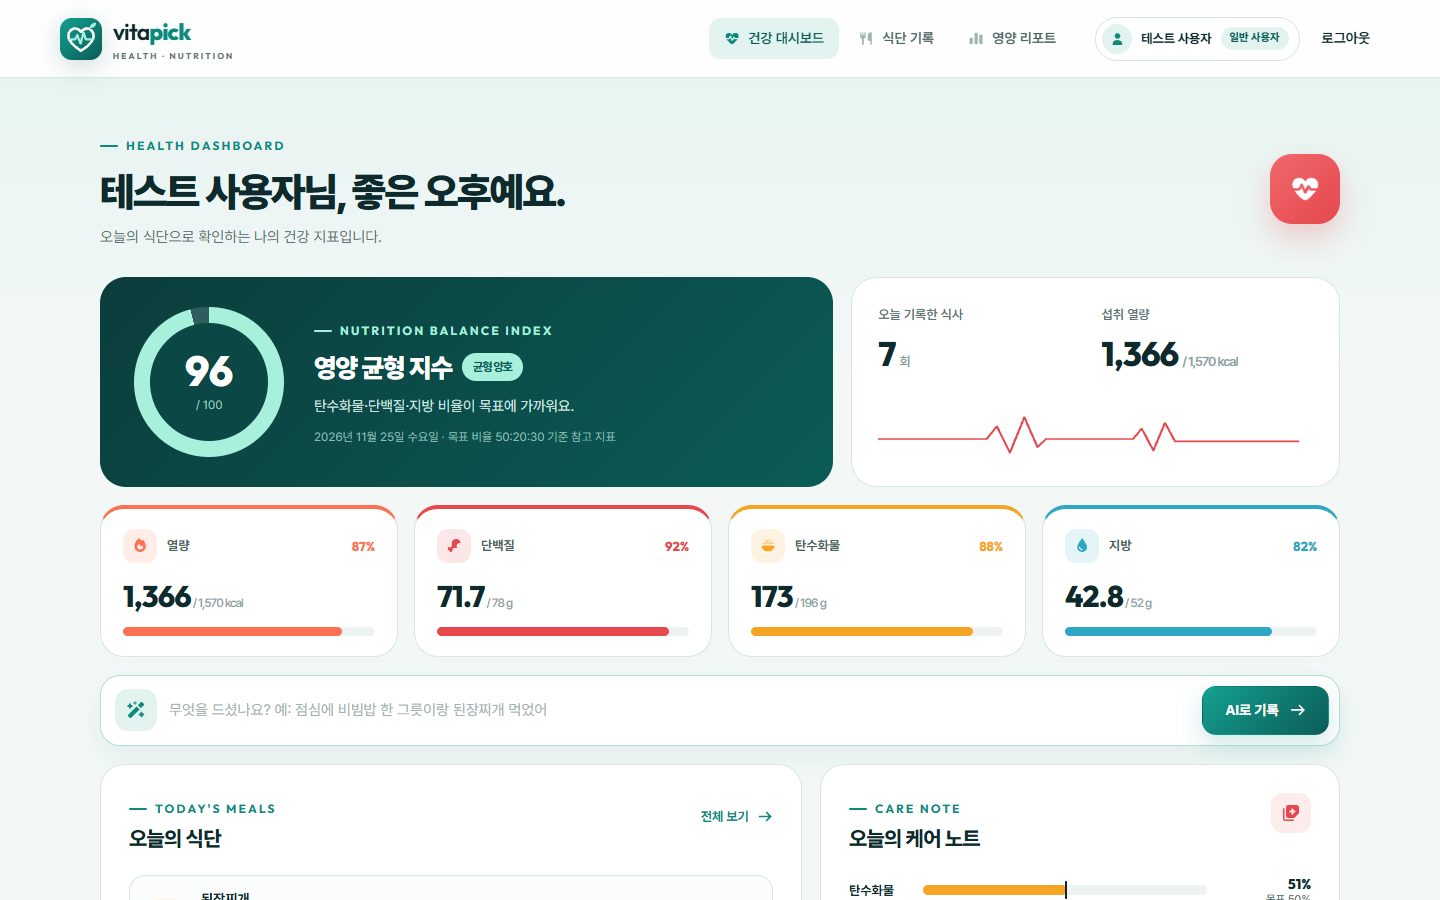 vitapick
HEALTH · NUTRITION
건강 대시보드
식단 기록
영양 리포트
테스트 사용자
일반 사용자
로그아웃
HEALTH DASHBOARD
테스트 사용자님, 좋은 오후예요.
오늘의 식단으로 확인하는 나의 건강 지표입니다.
96
/ 100
NUTRITION BALANCE INDEX
영양 균형 지수
균형 양호
탄수화물·단백질·지방 비율이 목표에 가까워요.
2026년 11월 25일 수요일 · 목표 비율 50:20:30 기준 참고 지표
오늘 기록한 식사
7 회
섭취 열량
1,366 / 1,570 kcal
열량
87%
1,366 / 1,570 kcal
단백질
92%
71.7 / 78 g
탄수화물
88%
173 / 196 g
지방
82%
42.8 / 52 g
무엇을 드셨나요? 예: 점심에 비빔밥 한 그릇이랑 된장찌개 먹었어
AI로 기록
TODAY'S MEALS
오늘의 식단
전체 보기
된장찌개
CARE NOTE
오늘의 케어 노트
탄수화물
51%
목표 50%